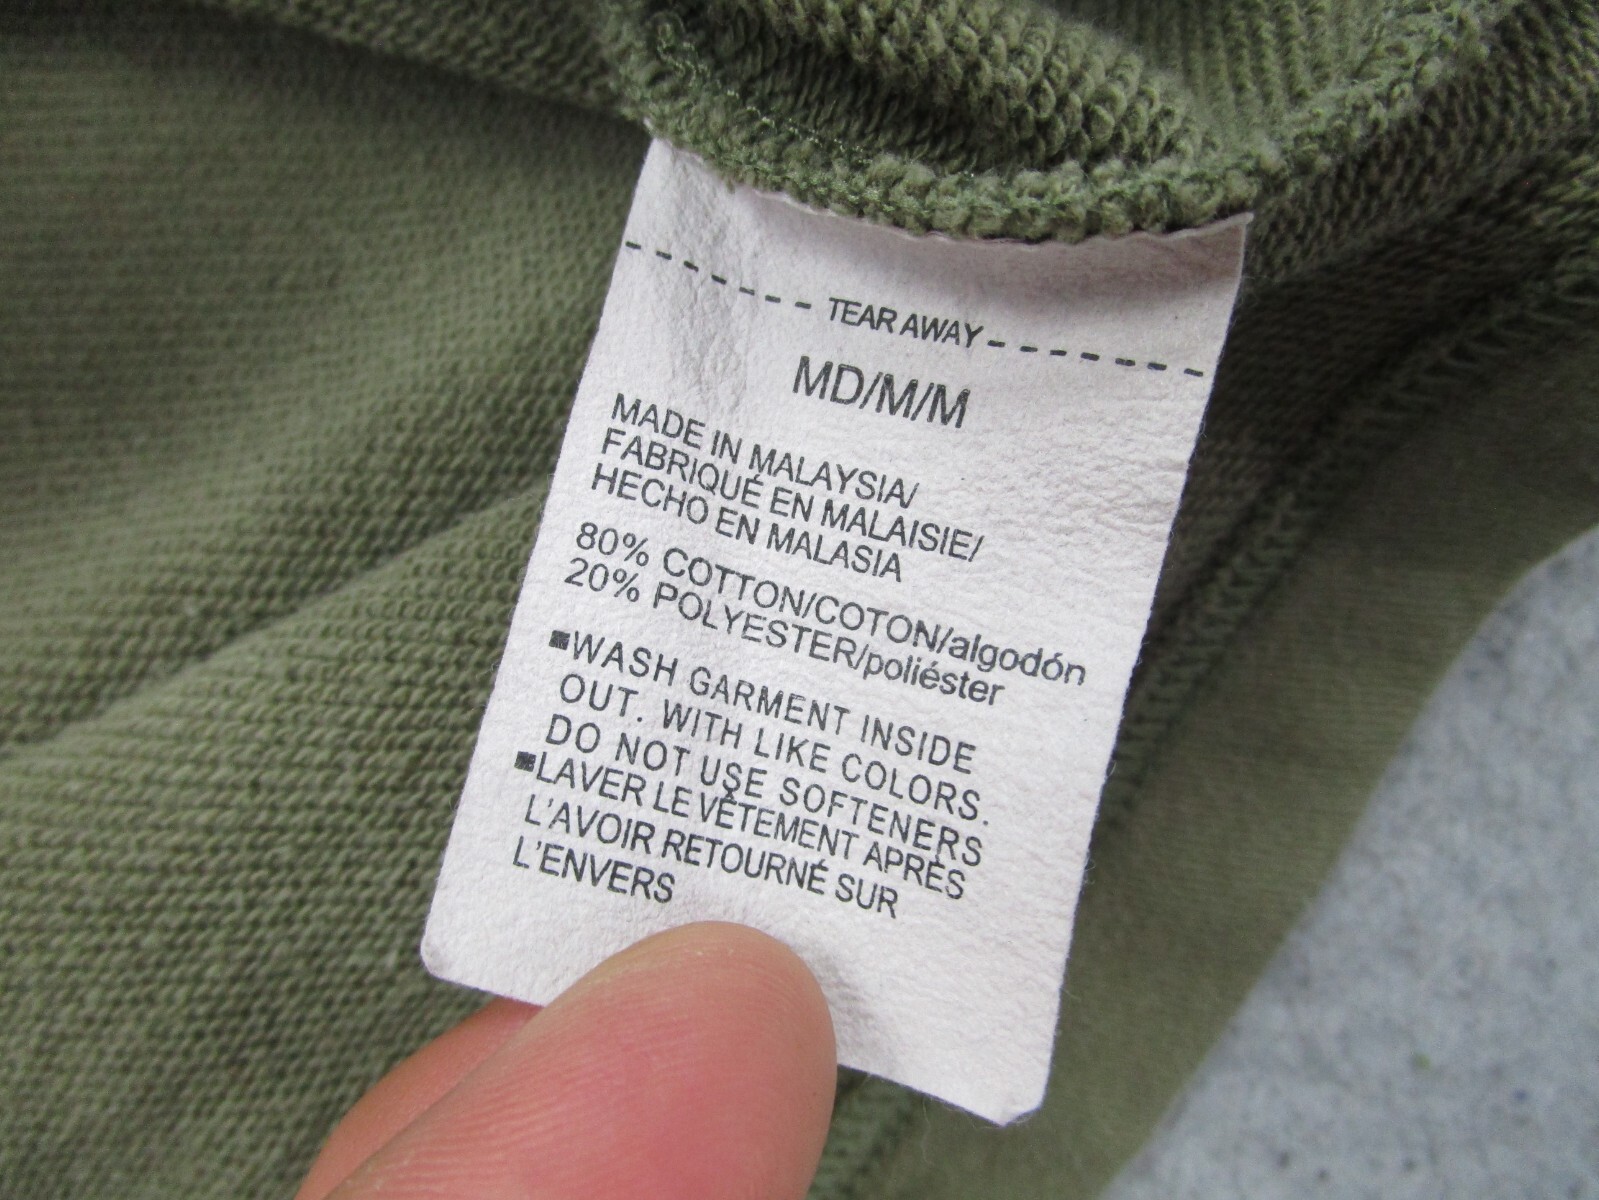 TEAR AWAY
MD/M/M
MADE IN MALAYSIA/
FABRIQUÉ EN MALAISIE/
HECHO EN MALASIA
80% COTTON/COTON/algodón
20% POLYESTER/poliéster
■WASH GARMENT INSIDE
OUT. WITH LIKE COLORS.
DO NOT USE SOFTENERS
■LAVER LE VÊTEMENT APRÈS
L'AVOIR RETOURNÉ SUR
L'ENVERS